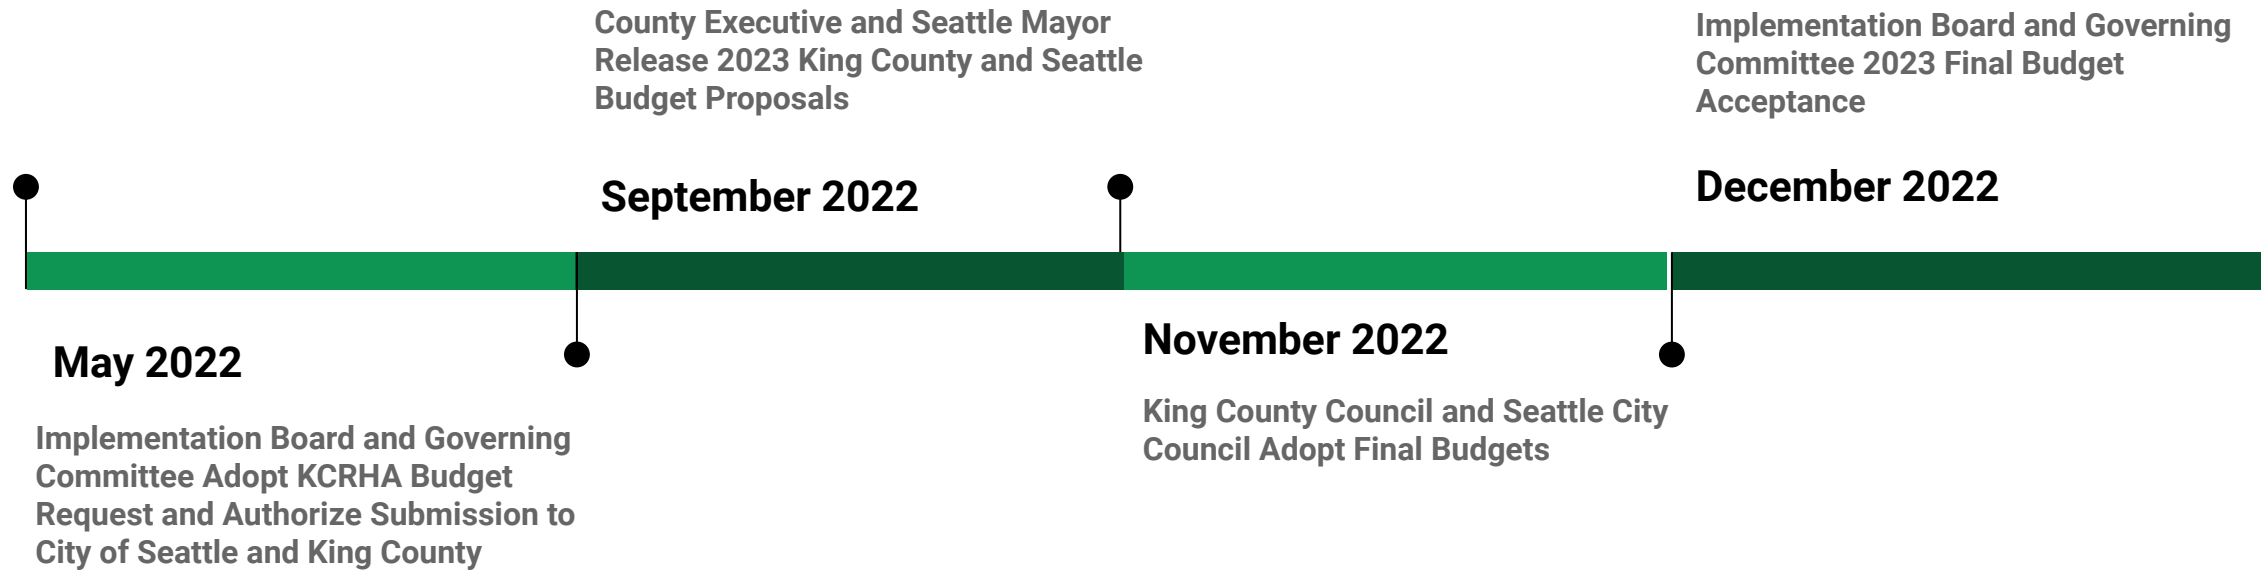 May 2022
Implementation Board and Governing
Committee Adopt KCRHA Budget
Request and Authorize Submission to
City of Seattle and King County
County Executive and Seattle Mayor
Release 2023 King County and Seattle
Budget Proposals
September 2022
November 2022
King County Council and Seattle City
Council Adopt Final Budgets
Implementation Board and Governing
Committee 2023 Final Budget
Acceptance
December 2022